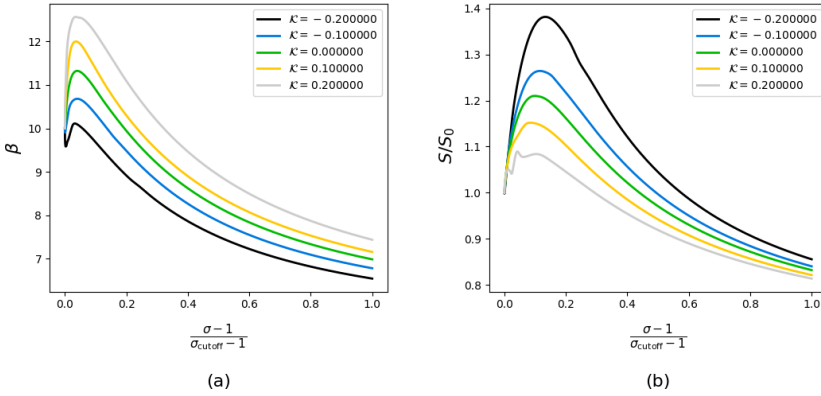 12
11
10
9
8
7
β
0.0 0.2 0.4 0.6 0.8 1.0
σ − 1
σcutoff − 1
𝒦 = − 0.200000
𝒦 = − 0.100000
𝒦 = 0.000000
𝒦 = 0.100000
𝒦 = 0.200000
(a)
1.4
1.3
1.2
1.1
1.0
0.9
0.8
S/S0
0.0 0.2 0.4 0.6 0.8 1.0
σ − 1
σcutoff − 1
𝒦 = − 0.200000
𝒦 = − 0.100000
𝒦 = 0.000000
𝒦 = 0.100000
𝒦 = 0.200000
(b)